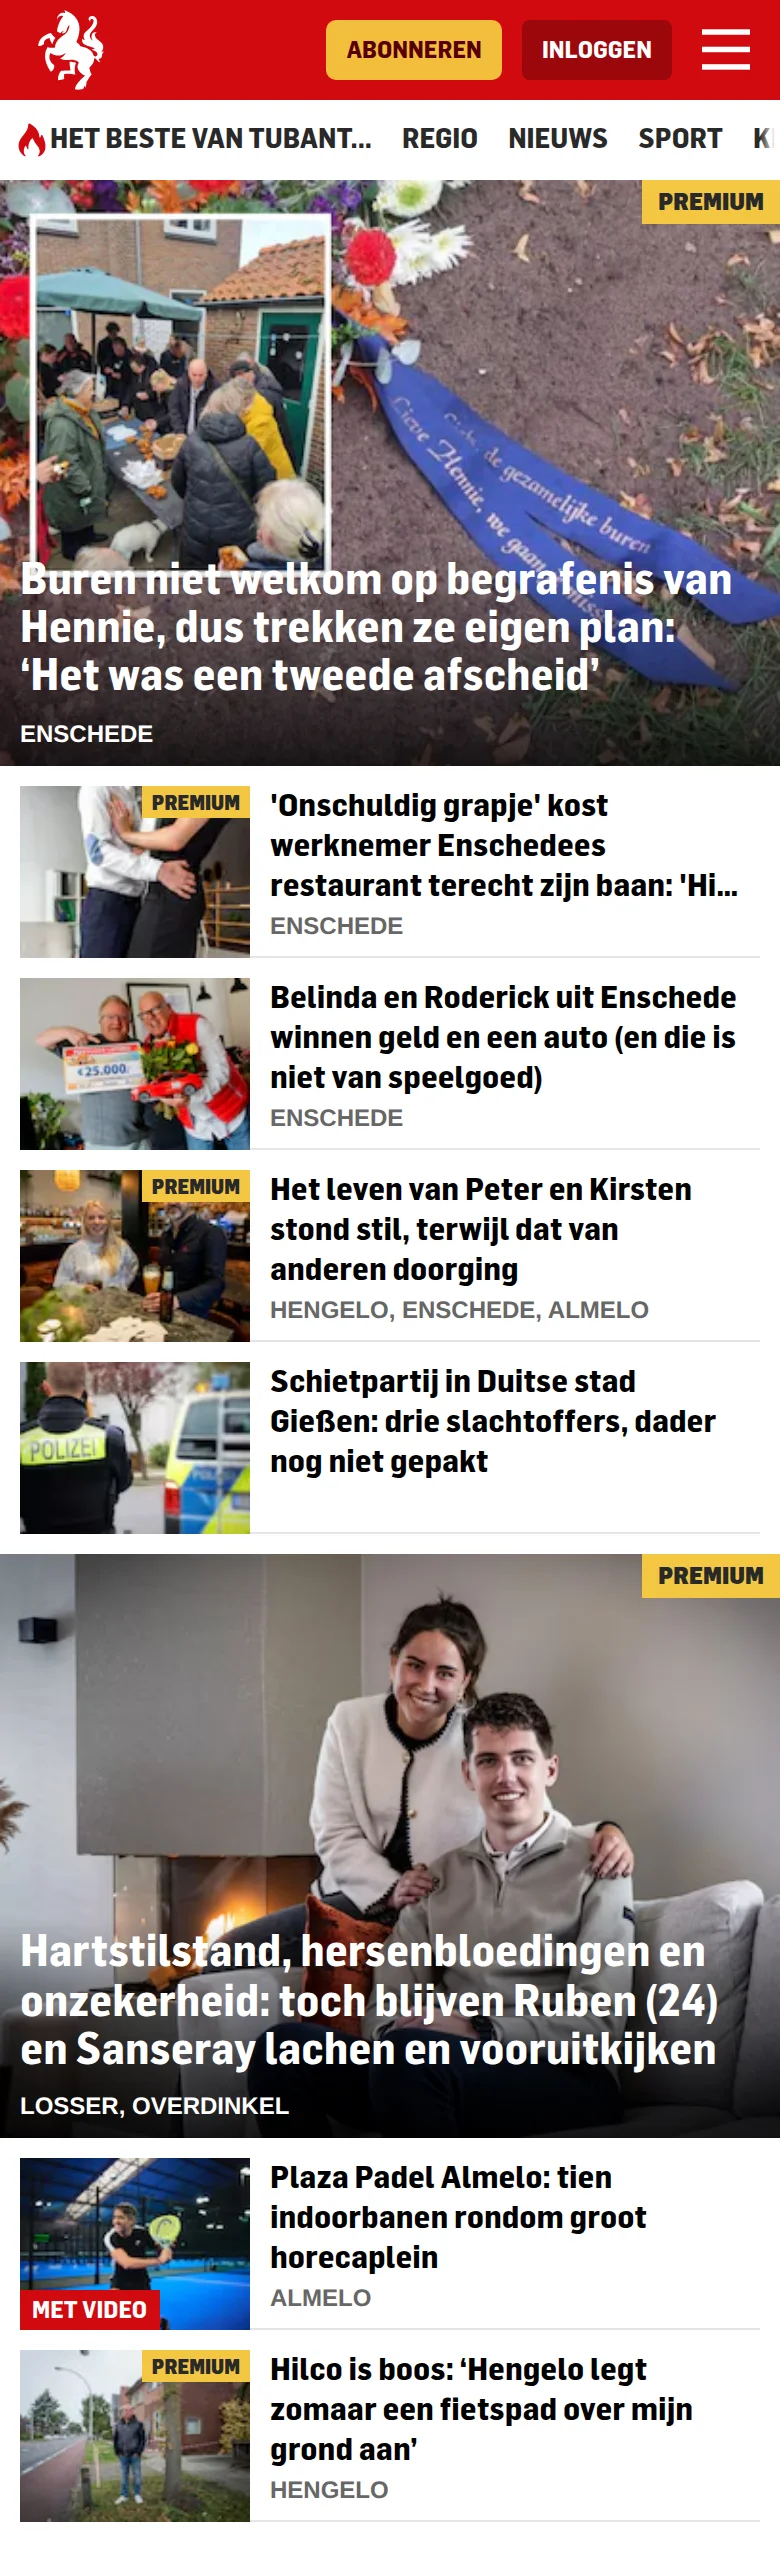 ABONNEREN
INLOGGEN
HET BESTE VAN TUBANT...
REGIO
NIEUWS
SPORT
PREMIUM
de gezamelijke buren
Lieve Hennie, we gaan
Buren niet welkom op begrafenis van
Hennie, dus trekken ze eigen plan:
‘Het was een tweede afscheid’
ENSCHEDE
PREMIUM
'Onschuldig grapje' kost
werknemer Enschedees
restaurant terecht zijn baan: 'Hi...
ENSCHEDE
€25.000
Belinda en Roderick uit Enschede
winnen geld en een auto (en die is
niet van speelgoed)
ENSCHEDE
PREMIUM
Het leven van Peter en Kirsten
stond stil, terwijl dat van
anderen doorging
HENGELO, ENSCHEDE, ALMELO
POLIZEI
Schietpartij in Duitse stad
Gießen: drie slachtoffers, dader
nog niet gepakt
PREMIUM
Hartstilstand, hersenbloedingen en
onzekerheid: toch blijven Ruben (24)
en Sanseray lachen en vooruitkijken
LOSSER, OVERDINKEL
MET VIDEO
Plaza Padel Almelo: tien
indoorbanen rondom groot
horecaplein
ALMELO
PREMIUM
Hilco is boos: ‘Hengelo legt
zomaar een fietspad over mijn
grond aan’
HENGELO